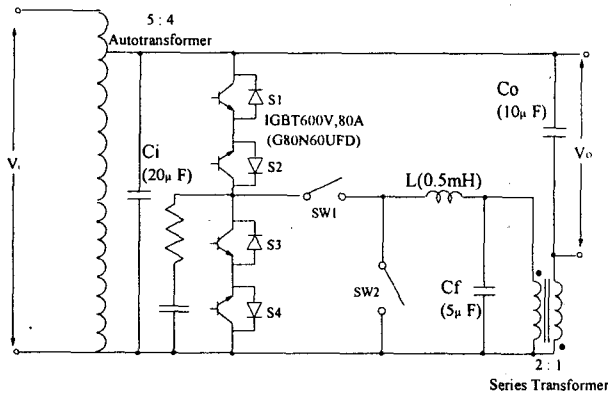 5 : 4
Autotransformer
S1
IGBT600V,80A
(G80N60UFD)
Co
(10μ F)
Ci
(20μ F)
S2
Vo
Vi
L(0.5mH)
SW1
S3
SW2
Cf
(5μ F)
S4
2 : 1
Series Transformer